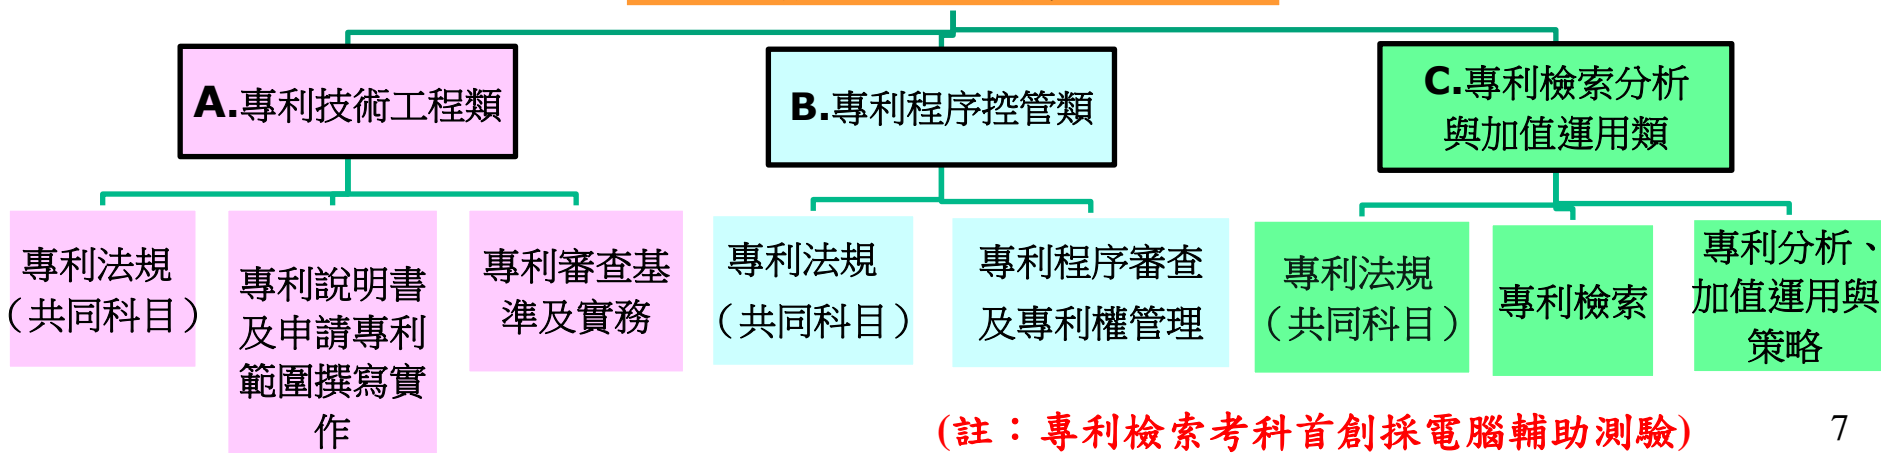 A.專利技術工程類
B.專利程序控管類
C.專利檢索分析
與加值運用類
專利法規
（共同科目）
專利說明書
及申請專利
範圍撰寫實
作
專利審查基
準及實務
專利法規
（共同科目）
專利程序審查
及專利權管理
專利法規
（共同科目）
專利檢索
專利分析、
加值運用與
策略
(註：專利檢索考科首創採電腦輔助測驗)
7